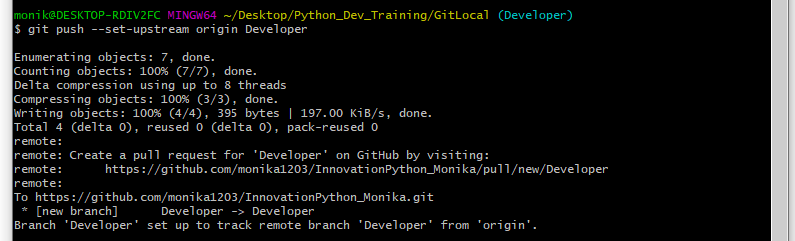 monik@DESKTOP-RDIV2FC MINGW64 ~/Desktop/Python_Dev_Training/GitLocal (Developer)
$ git push --set-upstream origin Developer
Enumerating objects: 7, done.
Counting objects: 100% (7/7), done.
Delta compression using up to 8 threads
Compressing objects: 100% (3/3), done.
Writing objects: 100% (4/4), 395 bytes | 197.00 KiB/s, done.
Total 4 (delta 0), reused 0 (delta 0), pack-reused 0
remote:
remote: Create a pull request for 'Developer' on GitHub by visiting:
remote:      https://github.com/monika1203/InnovationPython_Monika/pull/new/Developer
remote:
To https://github.com/monika1203/InnovationPython_Monika.git
 * [new branch]      Developer -> Developer
Branch 'Developer' set up to track remote branch 'Developer' from 'origin'.